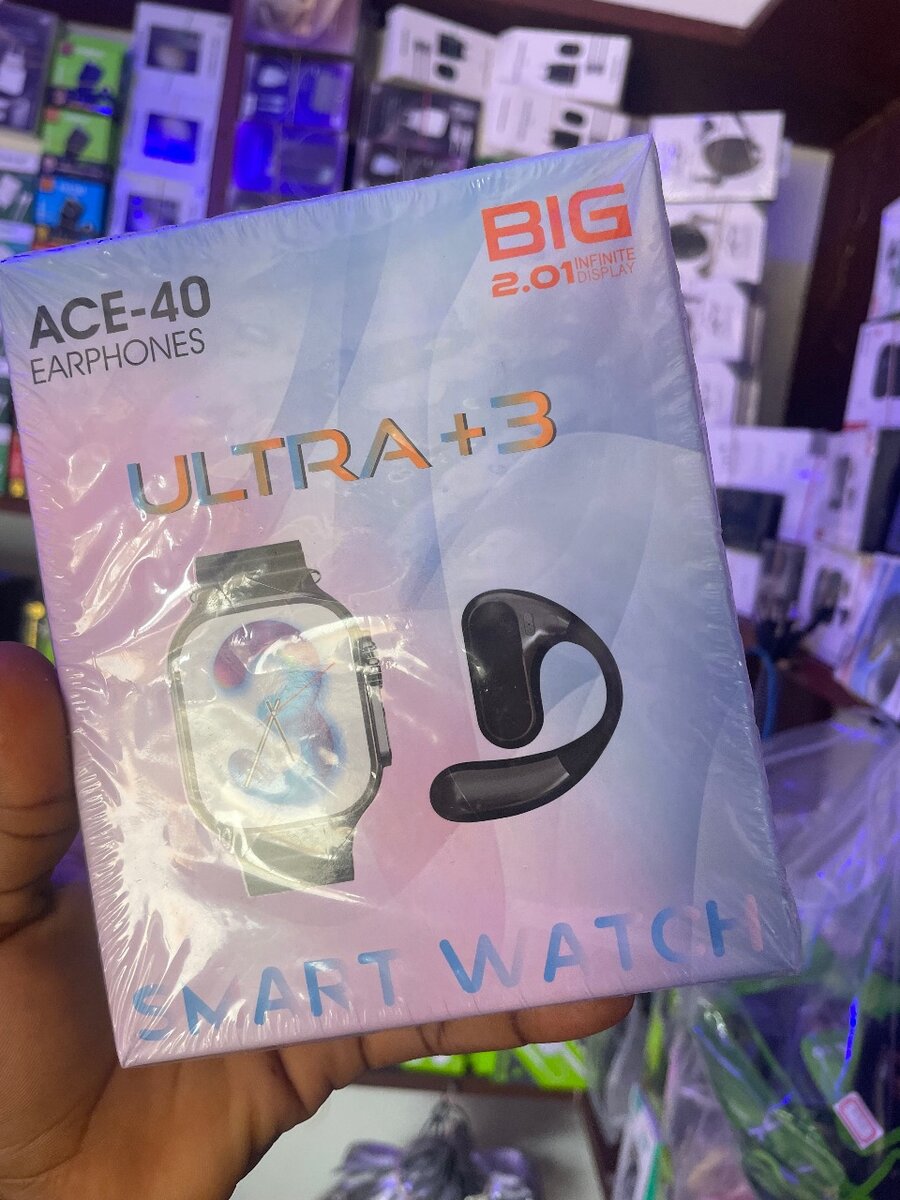 ACE-40
EARPHONES
BIG
2.01 INFINITE
DISPLAY
ULTRA+3
SMART WATCH